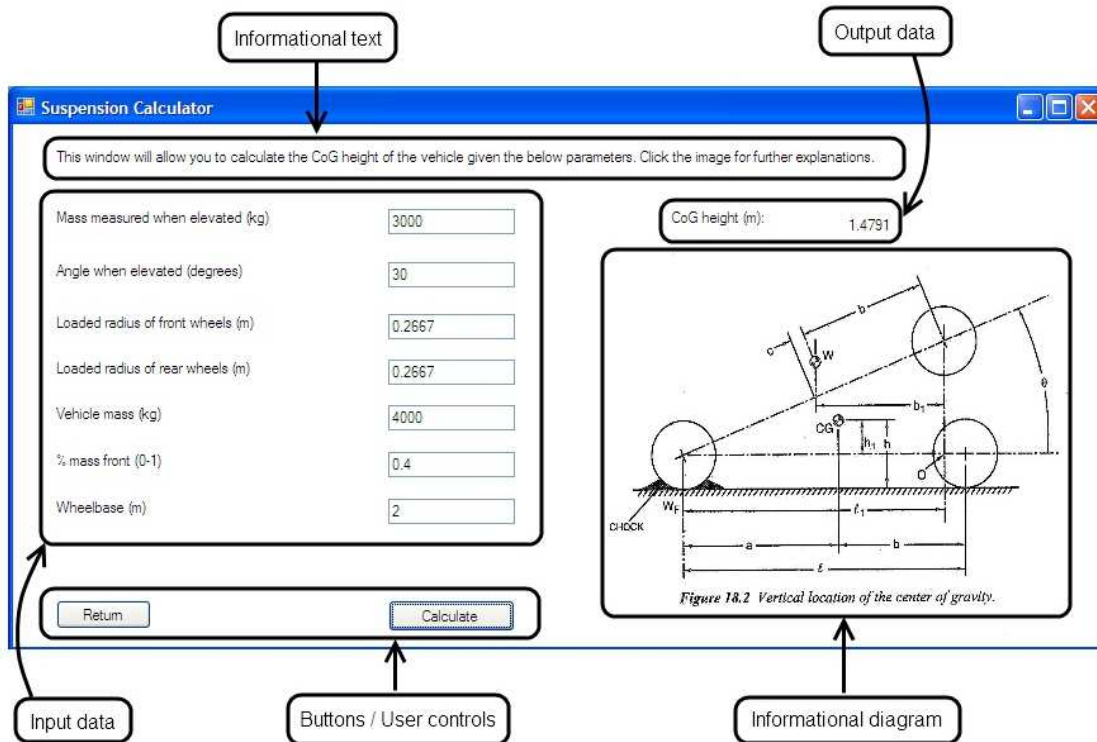 Informational text
Output data
Suspension Calculator
This window will allow you to calculate the CoG height of the vehicle given the below parameters. Click the image for further explanations.
Mass measured when elevated (kg)
3000
CoG height (m):
1.4791
Angle when elevated (degrees)
30
Loaded radius of front wheels (m)
0.2667
Loaded radius of rear wheels (m)
0.2667
Vehicle mass (kg)
4000
% mass front (0-1)
0.4
Wheelbase (m)
2
b
c
W
θ
b₁
CG
h₁
h
O
CHOCK
W_F
ℓ₁
a
b
ℓ
Figure 18.2 Vertical location of the center of gravity.
Return
Calculate
Input data
Buttons / User controls
Informational diagram